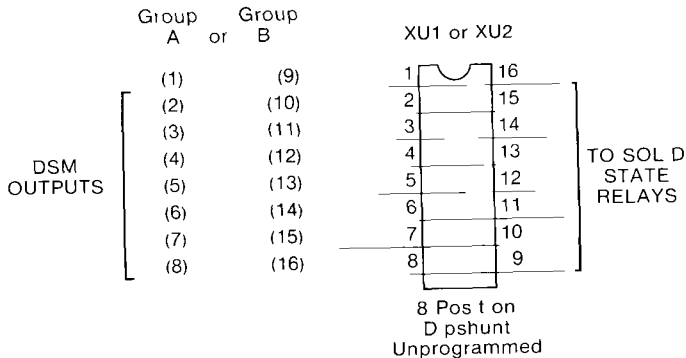 Group Group
A or B
(1) (9)
(2) (10)
(3) (11)
(4) (12)
(5) (13)
(6) (14)
(7) (15)
(8) (16)
DSM
OUTPUTS
XU1 or XU2
1 16
2 15
3 14
4 13
5 12
6 11
7 10
8 9
TO SOL D
STATE
RELAYS
8 Pos t on
D pshunt
Unprogrammed